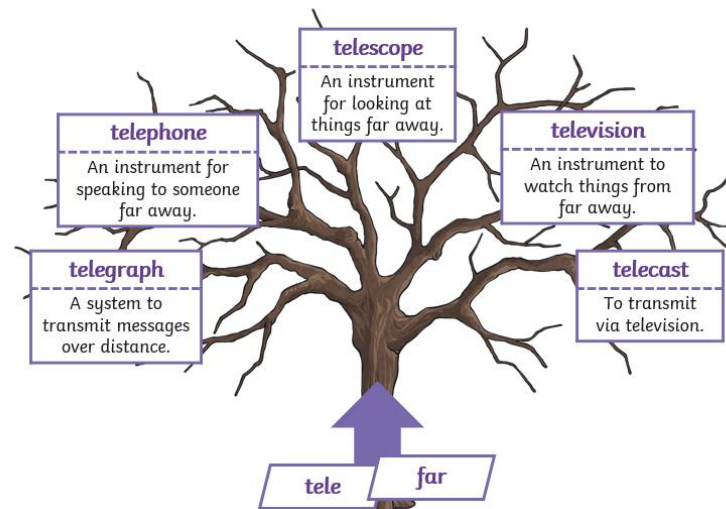 telescope
An instrument
for looking at
things far away.
telephone
An instrument for
speaking to someone
far away.
television
An instrument to
watch things from
far away.
telegraph
A system to
transmit messages
over distance.
telecast
To transmit
via television.
tele
far